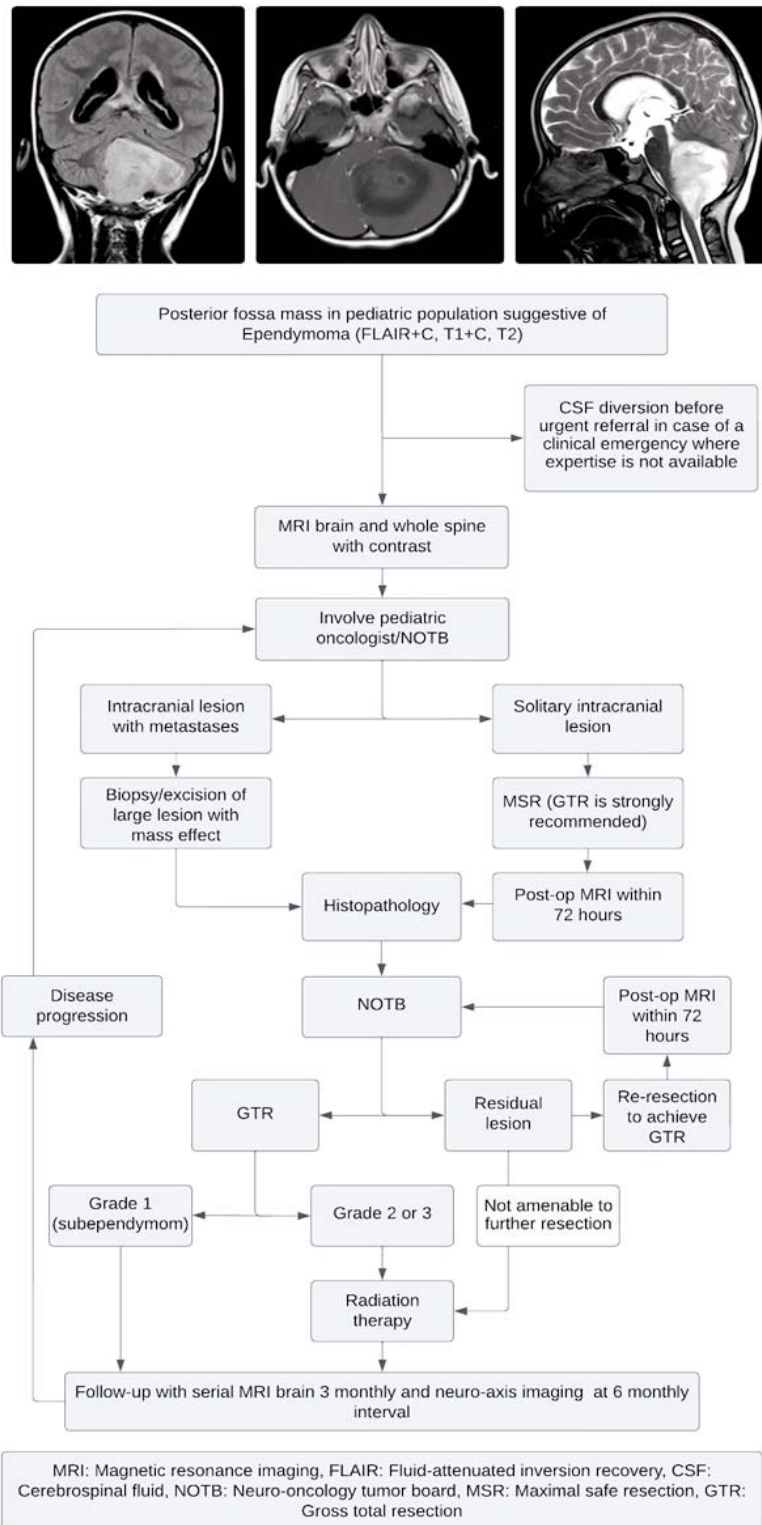 Posterior fossa mass in pediatric population suggestive of
Ependymoma (FLAIR+C, T1+C, T2)
CSF diversion before
urgent referral in case of a
clinical emergency where
expertise is not available
MRI brain and whole spine
with contrast
Involve pediatric
oncologist/NOTB
Intracranial lesion
with metastases
Solitary intracranial
lesion
Biopsy/excision of
large lesion with
mass effect
MSR (GTR is strongly
recommended)
Histopathology
Post-op MRI within
72 hours
Disease
progression
NOTB
Post-op MRI
within 72
hours
GTR
Residual
lesion
Re-resection
to achieve
GTR
Grade 1
(subependymom)
Grade 2 or 3
Not amenable to
further resection
Radiation
therapy
Follow-up with serial MRI brain 3 monthly and neuro-axis imaging at 6 monthly
interval
MRI: Magnetic resonance imaging, FLAIR: Fluid-attenuated inversion recovery, CSF:
Cerebrospinal fluid, NOTB: Neuro-oncology tumor board, MSR: Maximal safe resection, GTR:
Gross total resection